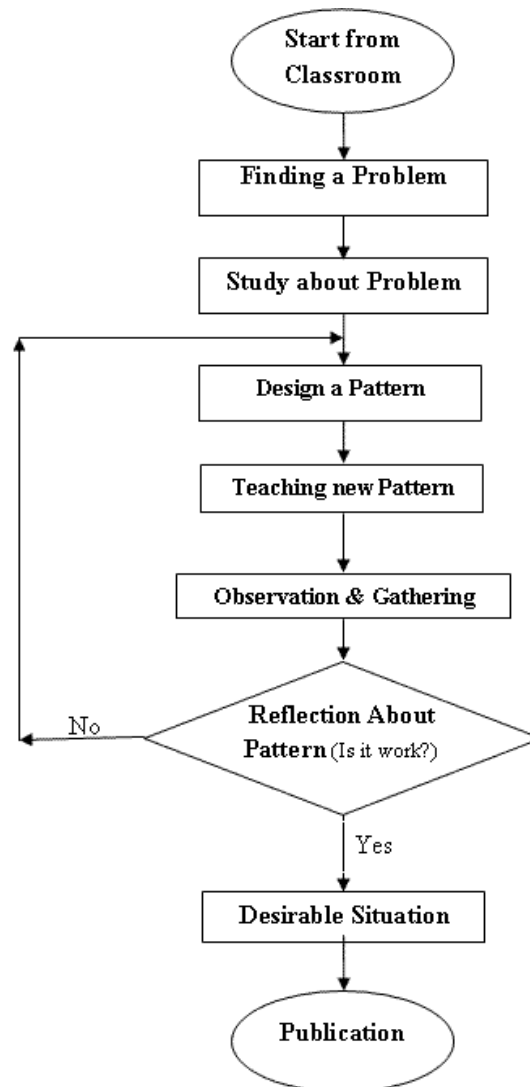 Start from
Classroom
Finding a Problem
Study about Problem
Design a Pattern
Teaching new Pattern
Observation & Gathering
Reflection About
Pattern (Is it work?)
No
Yes
Desirable Situation
Publication